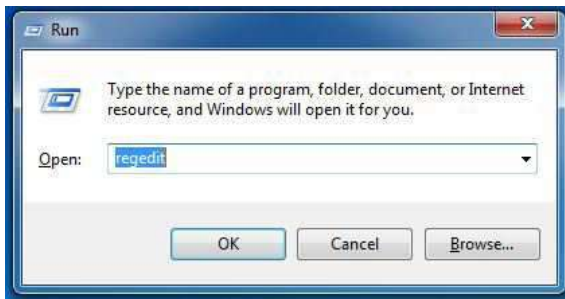 Run
Type the name of a program, folder, document, or Internet
resource, and Windows will open it for you.
Open: regedit
OK Cancel Browse...